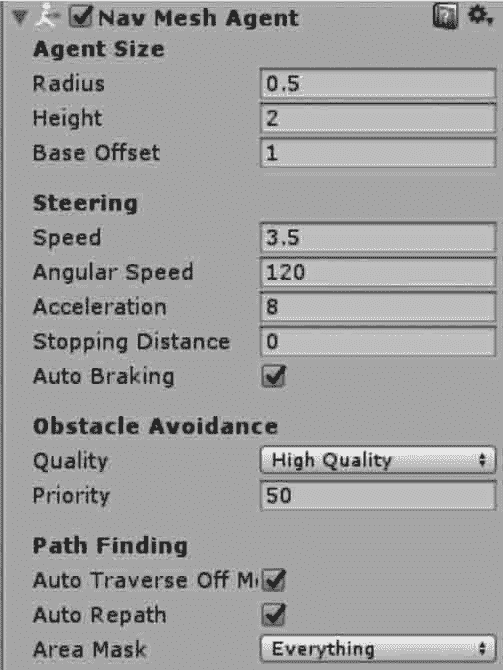 Nav Mesh Agent
Agent Size
Radius 0.5
Height 2
Base Offset 1
Steering
Speed 3.5
Angular Speed 120
Acceleration 8
Stopping Distance 0
Auto Braking
Obstacle Avoidance
Quality High Quality
Priority 50
Path Finding
Auto Traverse Off M
Auto Repath
Area Mask Everything